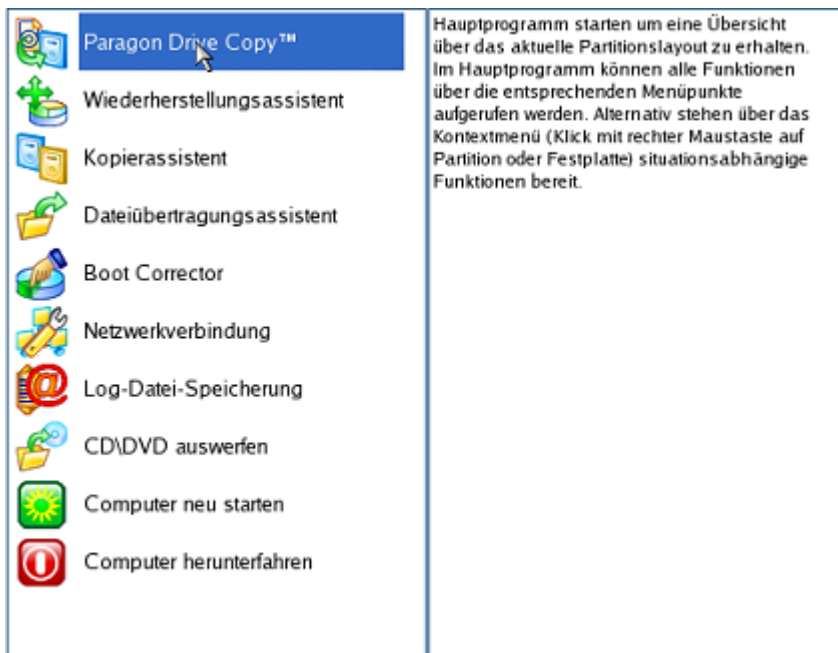 Paragon Drive Copy™
Wiederherstellungsassistent
Kopierassistent
Dateiübertragungsassistent
Boot Corrector
Netzwerkverbindung
Log-Datei-Speicherung
CD\DVD auswerfen
Computer neu starten
Computer herunterfahren
Hauptprogramm starten um eine Übersicht
über das aktuelle Partitionslayout zu erhalten.
Im Hauptprogramm können alle Funktionen
über die entsprechenden Menüpunkte
aufgerufen werden. Alternativ stehen über das
Kontextmenü (Klick mit rechter Maustaste auf
Partition oder Festplatte) situationsabhängige
Funktionen bereit.